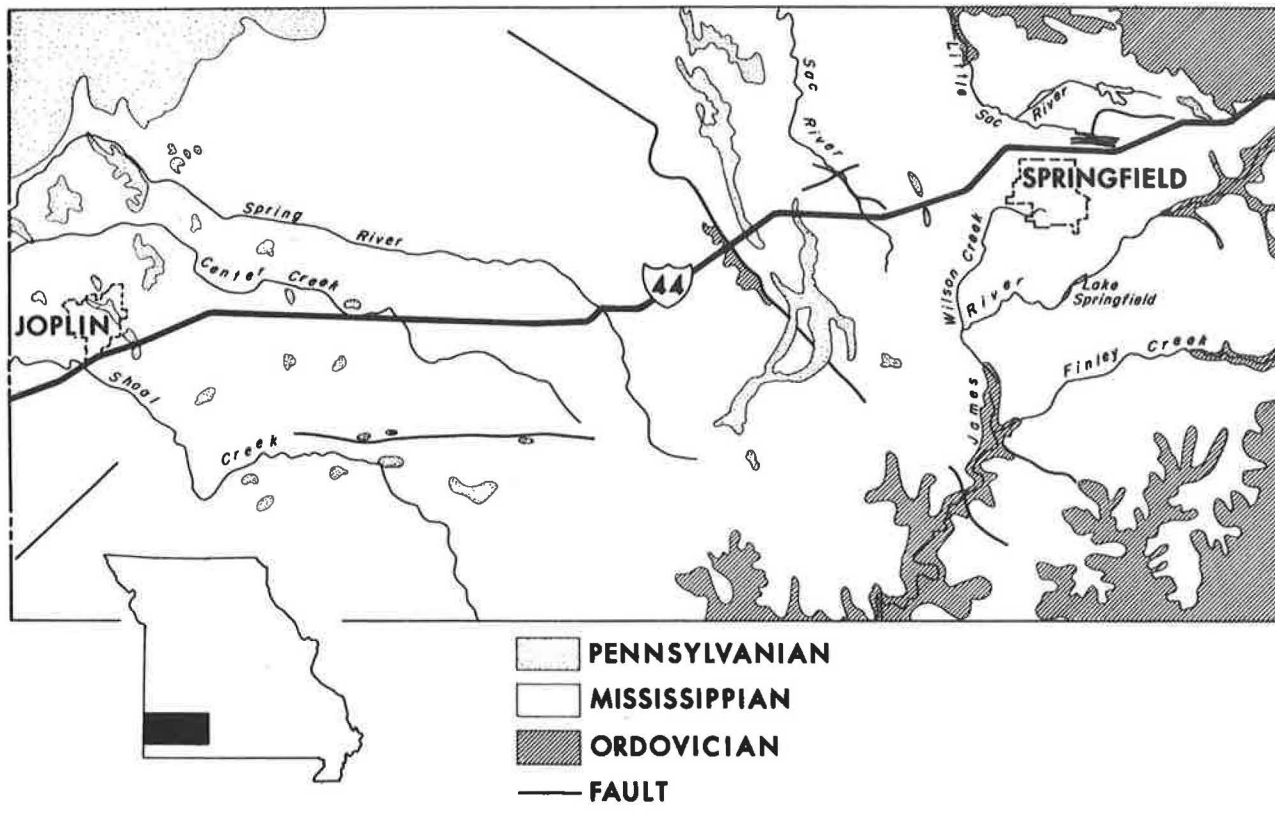 Little
Sac
River
Sac
River
SPRINGFIELD
Spring
River
Wilson Creek
Center
Creek
44
River
Lake
Springfield
JOPLIN
Finley Creek
Shoal
Creek
James
PENNSYLVANIAN
MISSISSIPPIAN
ORDOVICIAN
FAULT